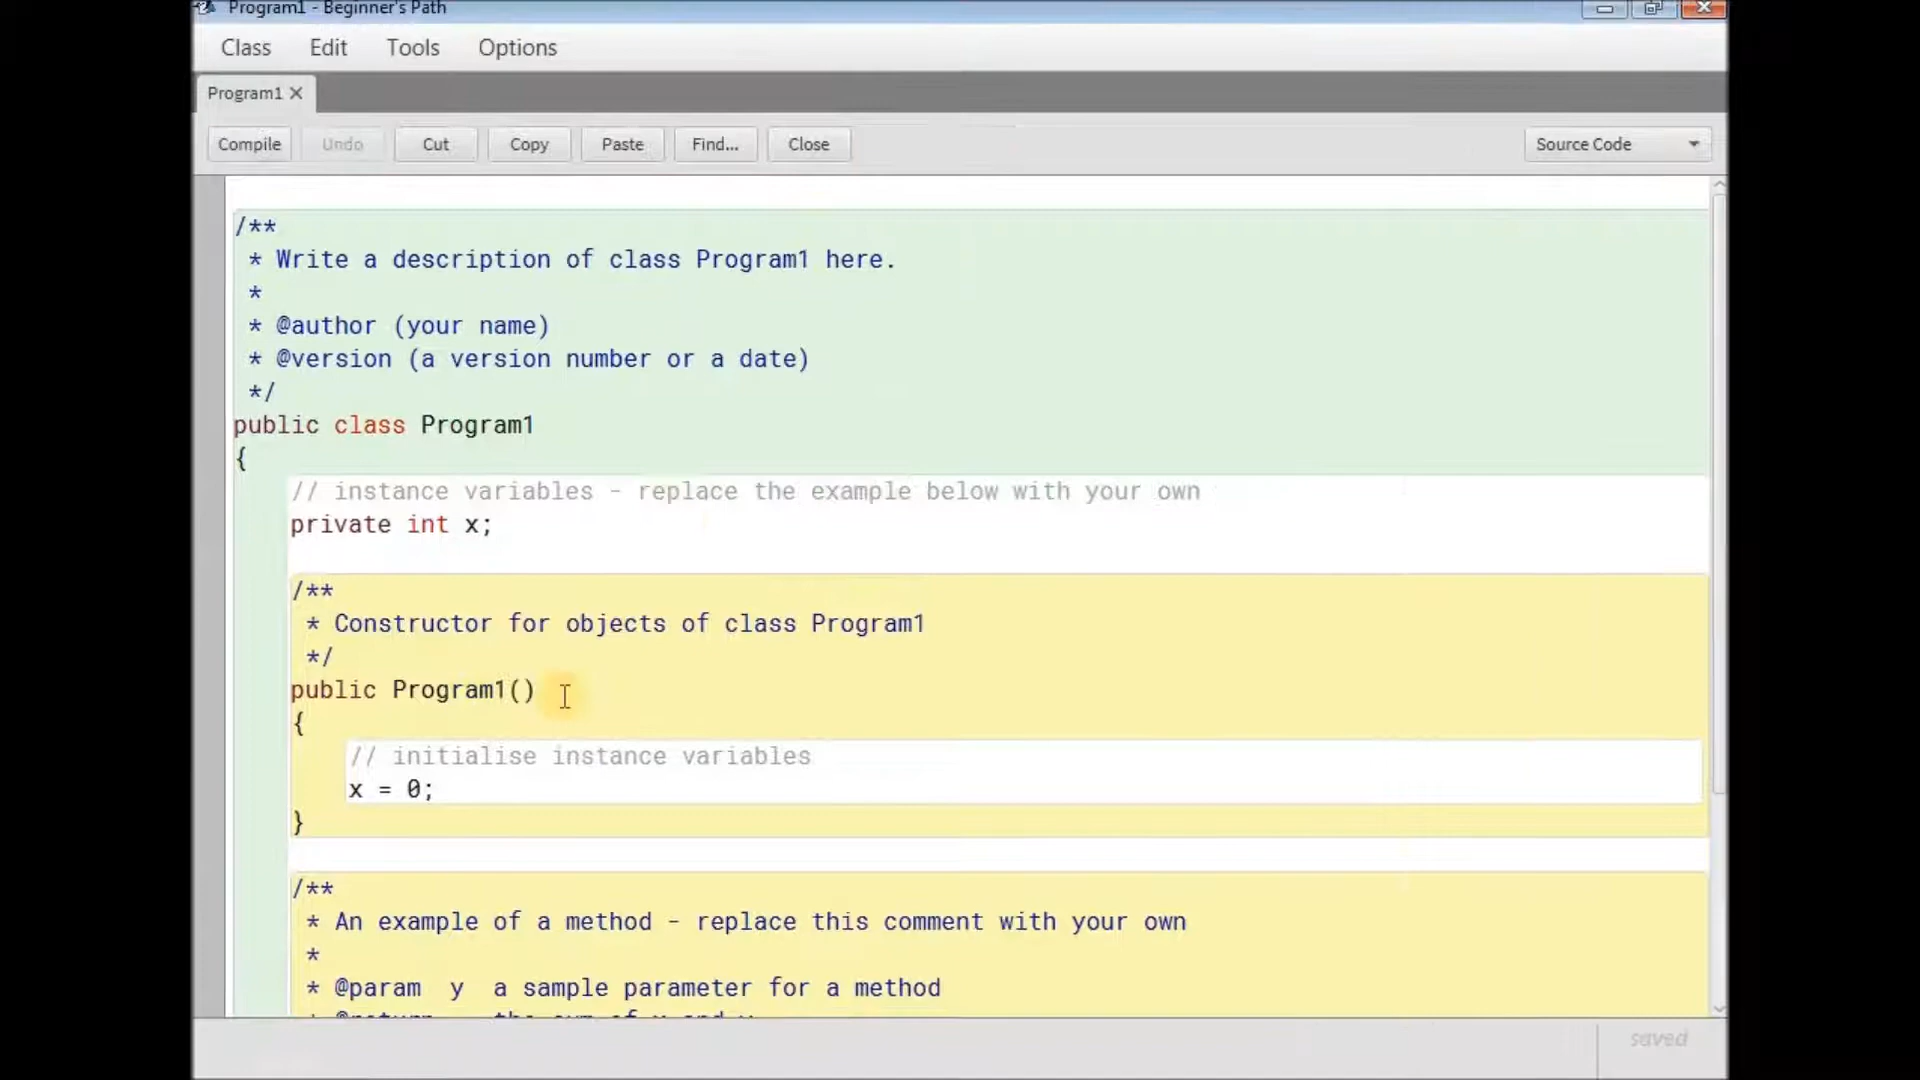 Program1 - Beginner's Path
Class Edit Tools Options
Program1
Compile Undo Cut Copy Paste Find... Close Source Code
/**
* Write a description of class Program1 here.
*
* @author (your name)
* @version (a version number or a date)
*/
public class Program1
{
// instance variables - replace the example below with your own
private int x;
/**
* Constructor for objects of class Program1
*/
public Program1()
{
// initialise instance variables
x = 0;
}
/**
* An example of a method - replace this comment with your own
*
* @param y a sample parameter for a method
saved